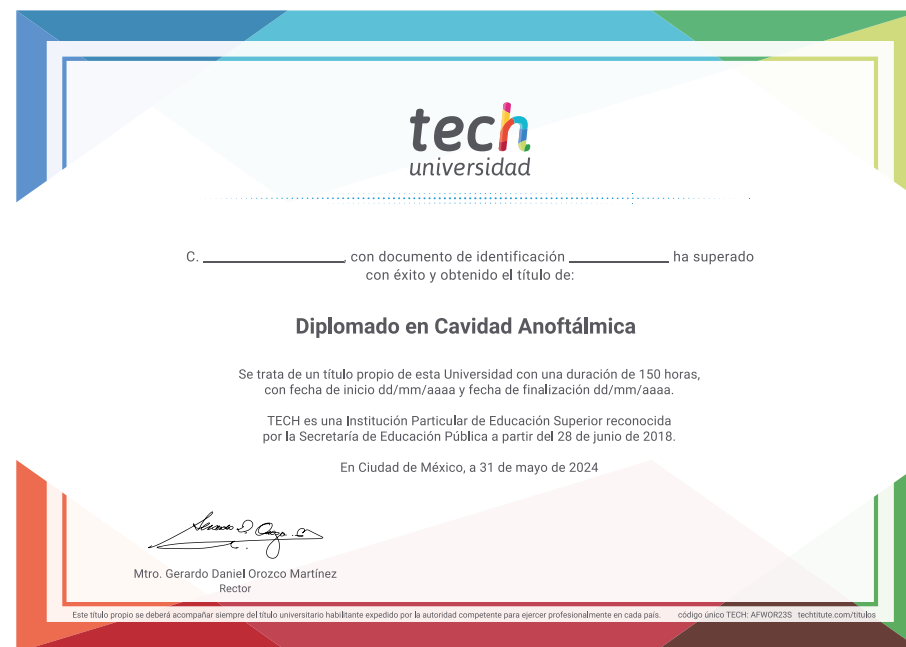 tech
universidad
C. ____________________, con documento de identificación ______________ ha superado
con éxito y obtenido el título de:
Diplomado en Cavidad Anoftálmica
Se trata de un título propio de esta Universidad con una duración de 150 horas,
con fecha de inicio dd/mm/aaaa y fecha de finalización dd/mm/aaaa.
TECH es una Institución Particular de Educación Superior reconocida
por la Secretaría de Educación Pública a partir del 28 de junio de 2018.
En Ciudad de México, a 31 de mayo de 2024
Mtro. Gerardo Daniel Orozco Martínez
Rector
Este título propio se deberá acompañar siempre del título universitario habilitante expedido por la autoridad competente para ejercer profesionalmente en cada país. código único TECH: AFWOR23S techtitute.com/titulos